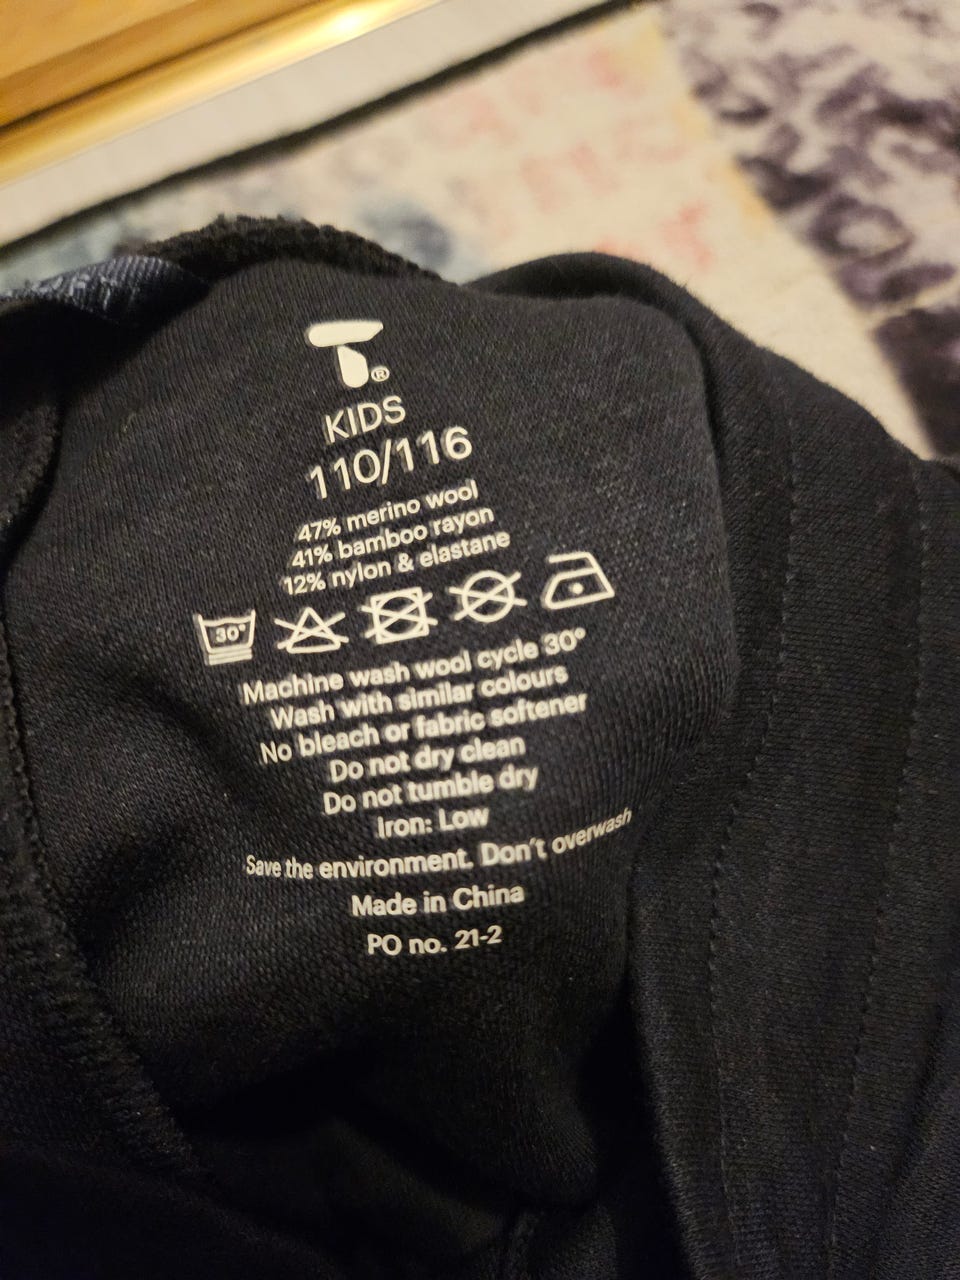 T®
KIDS
110/116
47% merino wool
41% bamboo rayon
12% nylon & elastane
30°
Machine wash wool cycle 30°
Wash with similar colours
No bleach or fabric softener
Do not dry clean
Do not tumble dry
Iron: Low
Save the environment. Don't overwash
Made in China
PO no. 21-2